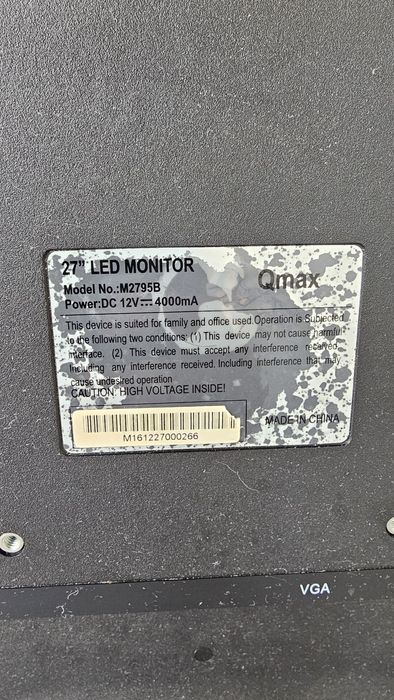 27" LED MONITOR
Qmax
Model No.:M2795B
Power:DC 12V⎓4000mA
This device is suited for family and office used.Operation is Subjected
to the following two conditions: (1) This device may not cause harmful
interface. (2) This device must accept any interference received.
Including any interference received. Including interference that may
cause undesired operation
CAUTION: HIGH VOLTAGE INSIDE!
M161227000266
MADE IN CHINA
VGA